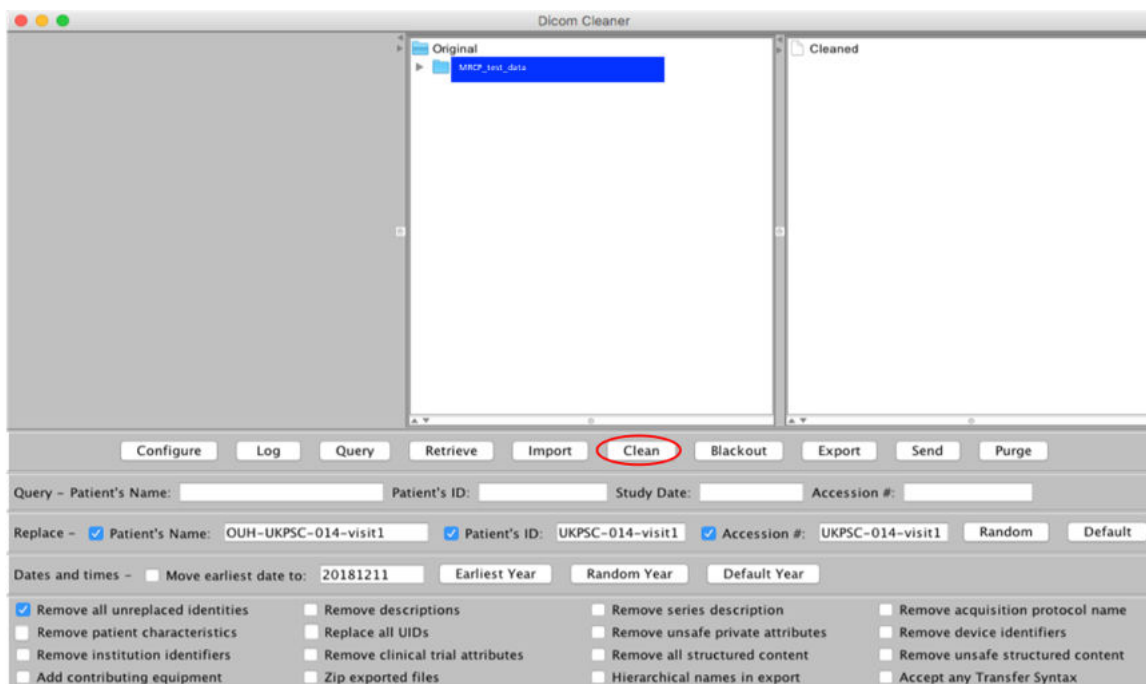 Dicom Cleaner
Original
MRCP_test_data
Cleaned
Configure Log Query Retrieve Import Clean Blackout Export Send Purge
Query - Patient's Name: Patient's ID: Study Date: Accession #:
Replace - Patient's Name: OUH-UKPSC-014-visit1 Patient's ID: UKPSC-014-visit1 Accession #: UKPSC-014-visit1 Random Default
Dates and times - Move earliest date to: 20181211 Earliest Year Random Year Default Year
Remove all unreplaced identities Remove descriptions Remove series description Remove acquisition protocol name
Remove patient characteristics Replace all UIDs Remove unsafe private attributes Remove device identifiers
Remove institution identifiers Remove clinical trial attributes Remove all structured content Remove unsafe structured content
Add contributing equipment Zip exported files Hierarchical names in export Accept any Transfer Syntax